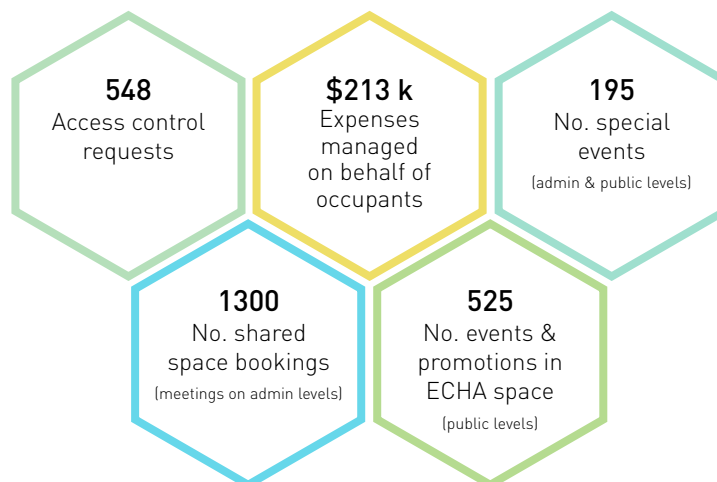 548
Access control
requests
$213 k
Expenses
managed
on behalf of
occupants
195
No. special
events
(admin & public levels)
1300
No. shared
space bookings
(meetings on admin levels)
525
No. events &
promotions in
ECHA space
(public levels)